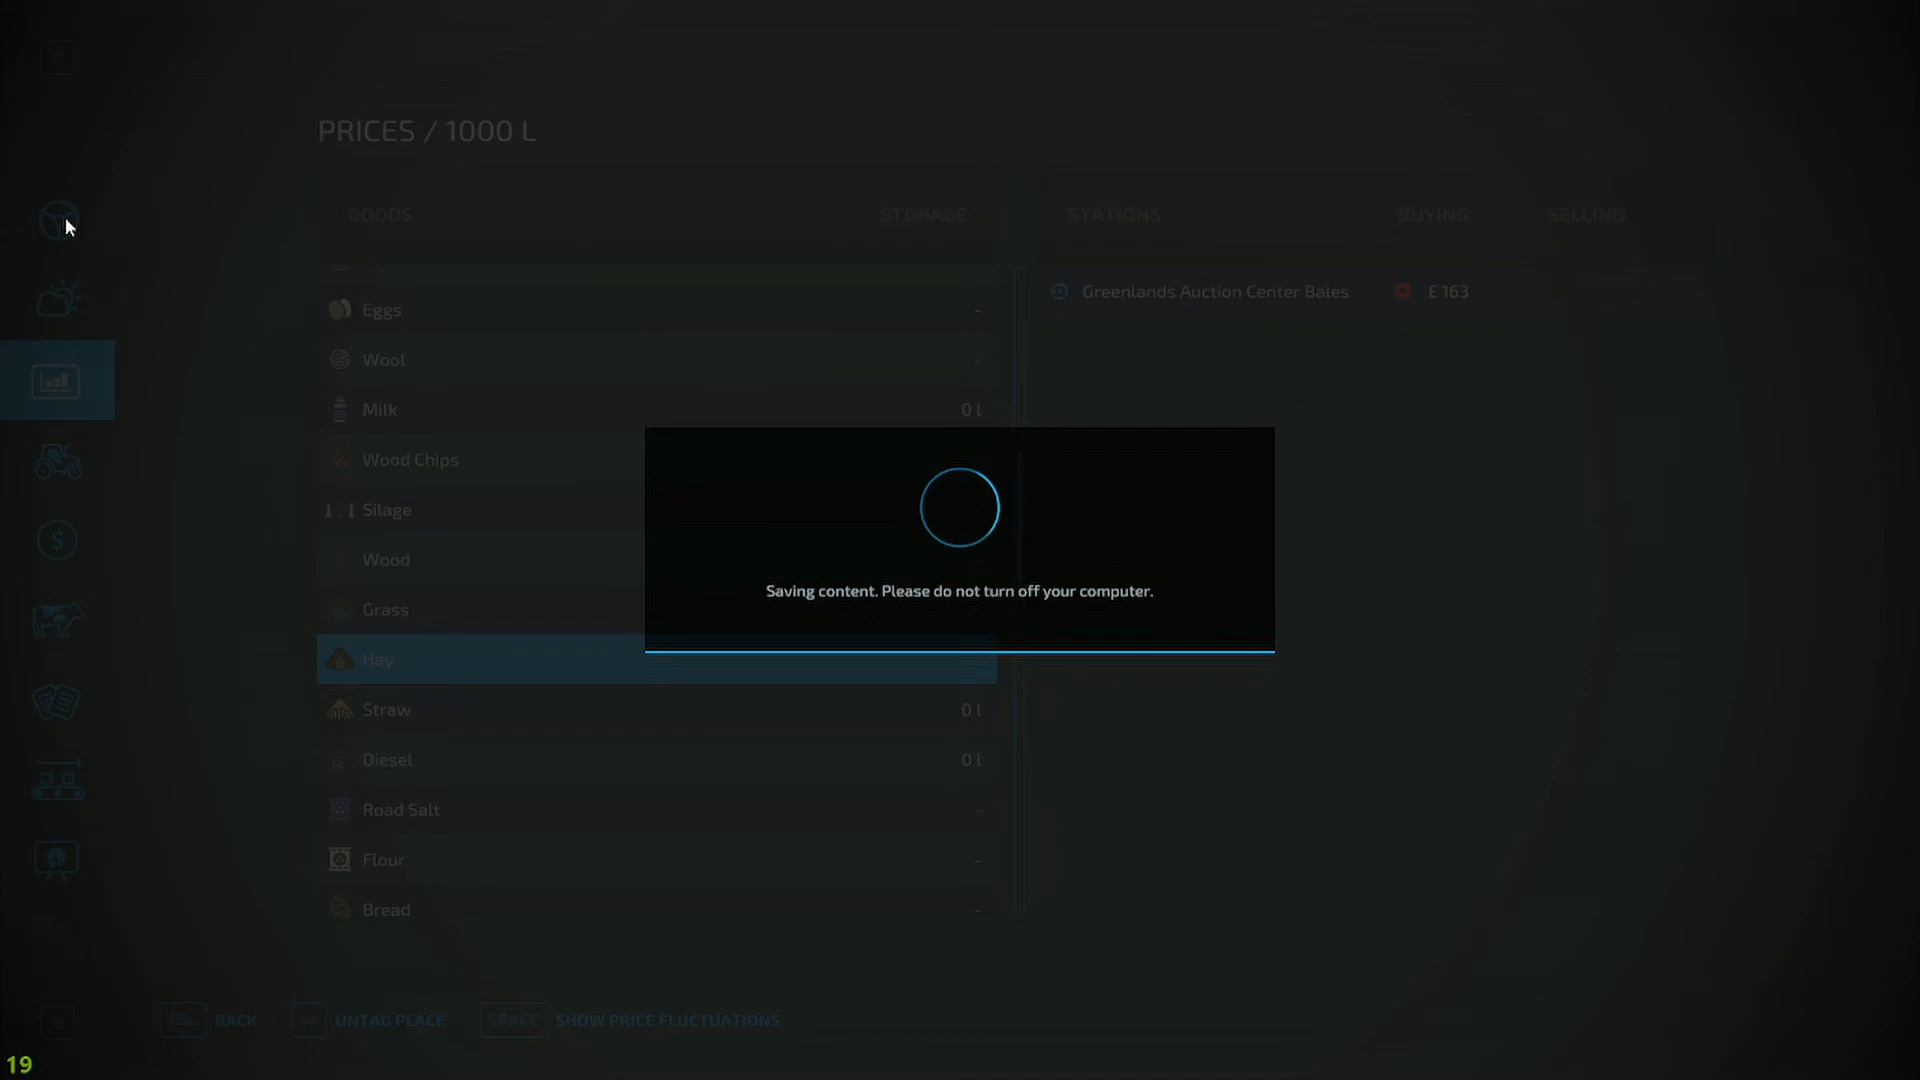 PRICES / 1000 L
GOODS
STORAGE
STATIONS
BUYING
SELLING
Greenlands Auction Center Bales
£ 163
Eggs
-
Wool
-
Milk
0 l
Wood Chips
Silage
Wood
Grass
Hay
Straw
0 l
Diesel
0 l
Road Salt
-
Flour
-
Bread
-
Saving content. Please do not turn off your computer.
ESC
BACK
UNTAG PLACE
SPACE
SHOW PRICE FLUCTUATIONS
19